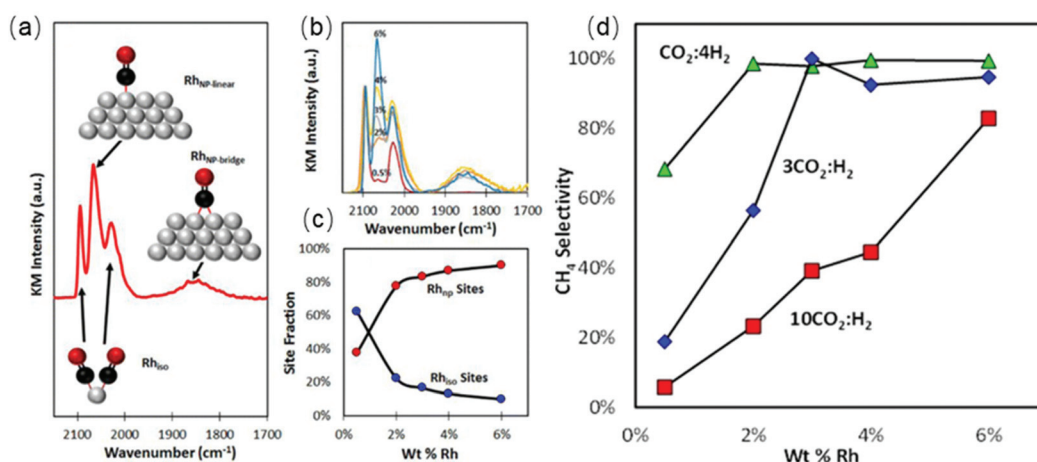 (a)
Rh_NP-linear
Rh_NP-bridge
Rh_iso
KM Intensity (a.u.)
2100 2000 1900 1800 1700
Wavenumber (cm⁻¹)
(b)
6%
4%
3%
2%
0.5%
KM Intensity (a.u.)
2100 2000 1900 1800 1700
Wavenumber (cm⁻¹)
(c)
100%
80%
60%
40%
20%
0%
Site Fraction
Rh_np Sites
Rh_iso Sites
0% 2% 4% 6%
Wt % Rh
(d)
100%
80%
60%
40%
20%
0%
CH₄ Selectivity
CO₂:4H₂
3CO₂:H₂
10CO₂:H₂
0% 2% 4% 6%
Wt % Rh